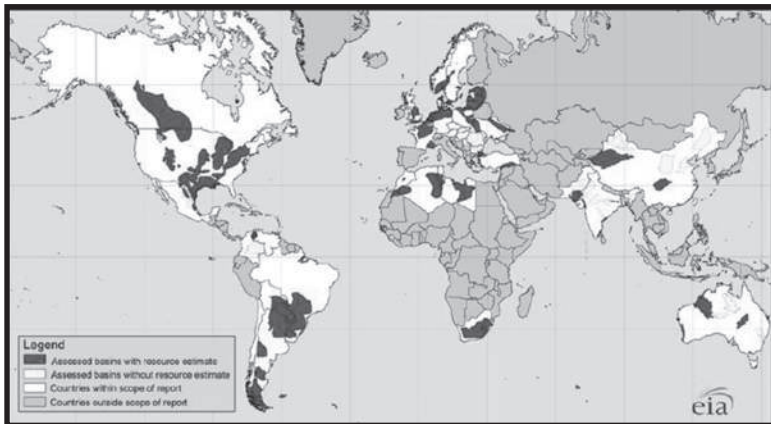 Legend
Assessed basins with resource estimate
Assessed basins without resource estimate
Countries within scope of report
Countries outside scope of report
eia